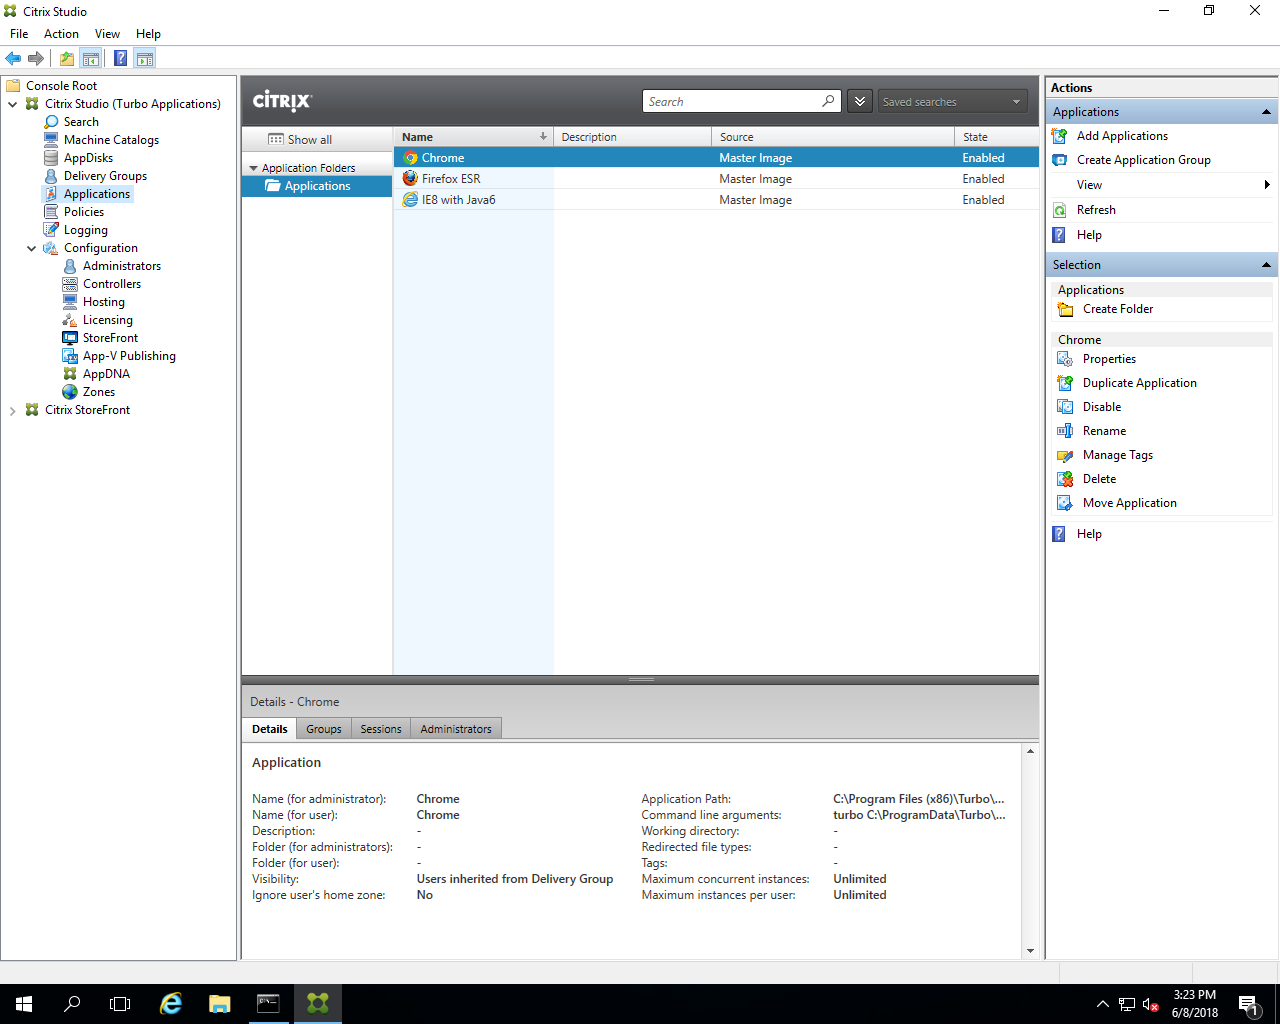 Citrix Studio
File Action View Help
Console Root
Citrix Studio (Turbo Applications)
Search
Machine Catalogs
AppDisks
Delivery Groups
Applications
Policies
Logging
Configuration
Administrators
Controllers
Hosting
Licensing
StoreFront
App-V Publishing
AppDNA
Zones
Citrix StoreFront
CITRIX
Search
Saved searches
Show all
Application Folders
Applications
Name Description Source State
Chrome Master Image Enabled
Firefox ESR Master Image Enabled
IE8 with Java6 Master Image Enabled
Details - Chrome
Details Groups Sessions Administrators
Application
Name (for administrator): Chrome
Name (for user): Chrome
Description: -
Folder (for administrators): -
Folder (for user): -
Visibility: Users inherited from Delivery Group
Ignore user's home zone: No
Application Path: C:\Program Files (x86)\Turbo\...
Command line arguments: turbo C:\ProgramData\Turbo\...
Working directory: -
Redirected file types: -
Tags: -
Maximum concurrent instances: Unlimited
Maximum instances per user: Unlimited
Actions
Applications
Add Applications
Create Application Group
View
Refresh
Help
Selection
Applications
Create Folder
Chrome
Properties
Duplicate Application
Disable
Rename
Manage Tags
Delete
Move Application
Help
3:23 PM
6/8/2018
1